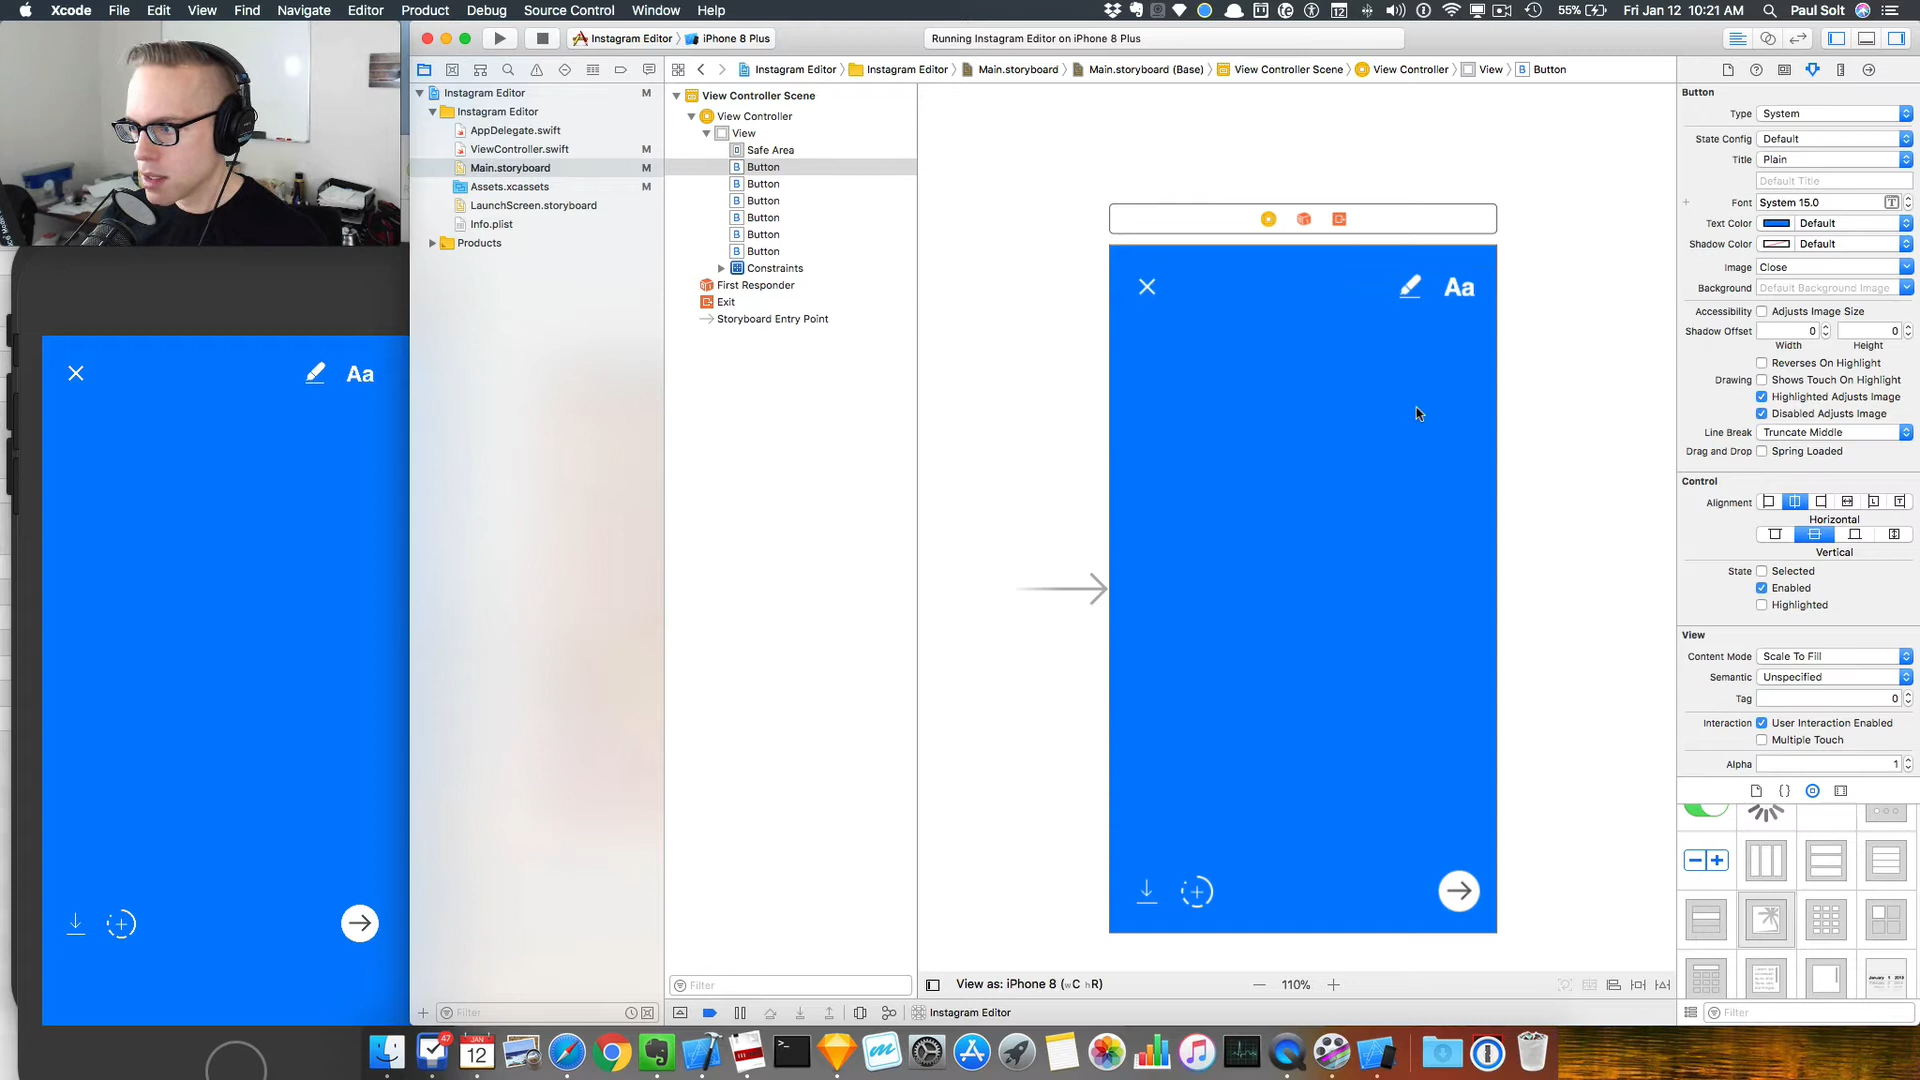 Xcode File Edit View Find Navigate Editor Product Debug Source Control Window Help
12
55%
Fri Jan 12 10:21 AM
Paul Solt
Instagram Editor
iPhone 8 Plus
Running Instagram Editor on iPhone 8 Plus
Instagram Editor
Instagram Editor
Main.storyboard
Main.storyboard (Base)
View Controller Scene
View Controller
View
B Button
Instagram Editor M
Instagram Editor
AppDelegate.swift
ViewController.swift M
Main.storyboard M
Assets.xcassets M
LaunchScreen.storyboard
Info.plist
Products
View Controller Scene
View Controller
View
Safe Area
B Button
B Button
B Button
B Button
B Button
B Button
Constraints
First Responder
Exit
Storyboard Entry Point
Aa
Aa
Button
Type System
State Config Default
Title Plain
Default Title
Font System 15.0
Text Color Default
Shadow Color Default
Image Close
Background Default Background Image
Accessibility Adjusts Image Size
Shadow Offset 0 0
Width Height
Reverses On Highlight
Drawing Shows Touch On Highlight
Highlighted Adjusts Image
Disabled Adjusts Image
Line Break Truncate Middle
Drag and Drop Spring Loaded
Control
Alignment
Horizontal
Vertical
State Selected
Enabled
Highlighted
View
Content Mode Scale To Fill
Semantic Unspecified
Tag 0
Interaction User Interaction Enabled
Multiple Touch
Alpha 1
Filter
Filter
View as: iPhone 8 (wC hR)
110%
Filter
Instagram Editor
47
JAN
12